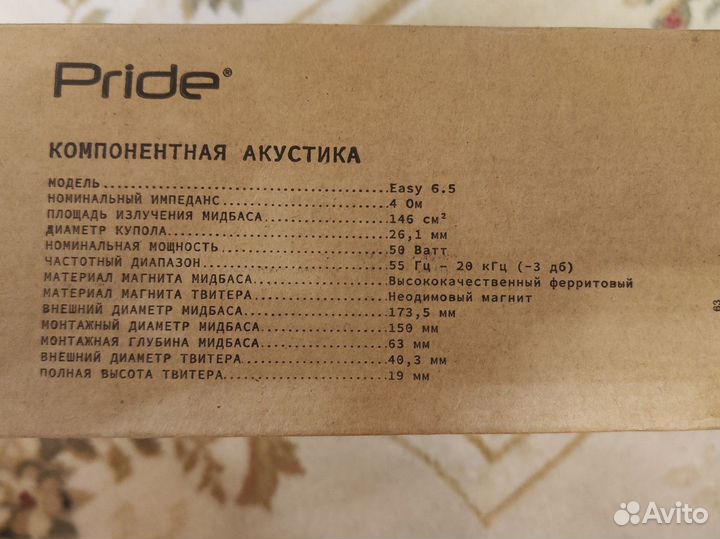 Pride®
КОМПОНЕНТНАЯ АКУСТИКА
МОДЕЛЬ........................................Easy 6.5
НОМИНАЛЬНЫЙ ИМПЕДАНС........................4 Ом
ПЛОЩАДЬ ИЗЛУЧЕНИЯ МИДБАСА..................146 см²
ДИАМЕТР КУПОЛА..............................26,1 мм
НОМИНАЛЬНАЯ МОЩНОСТЬ........................50 Ватт
ЧАСТОТНЫЙ ДИАПАЗОН..........................55 Гц – 20 кГц (-3 дб)
МАТЕРИАЛ МАГНИТА МИДБАСА....................Высококачественный ферритовый
МАТЕРИАЛ МАГНИТА ТВИТЕРА....................Неодимовый магнит
ВНЕШНИЙ ДИАМЕТР МИДБАСА.....................173,5 мм
МОНТАЖНЫЙ ДИАМЕТР МИДБАСА...................150 мм
МОНТАЖНАЯ ГЛУБИНА МИДБАСА...................63 мм
ВНЕШНИЙ ДИАМЕТР ТВИТЕРА.....................40,3 мм
ПОЛНАЯ ВЫСОТА ТВИТЕРА.......................19 мм
63
Avito